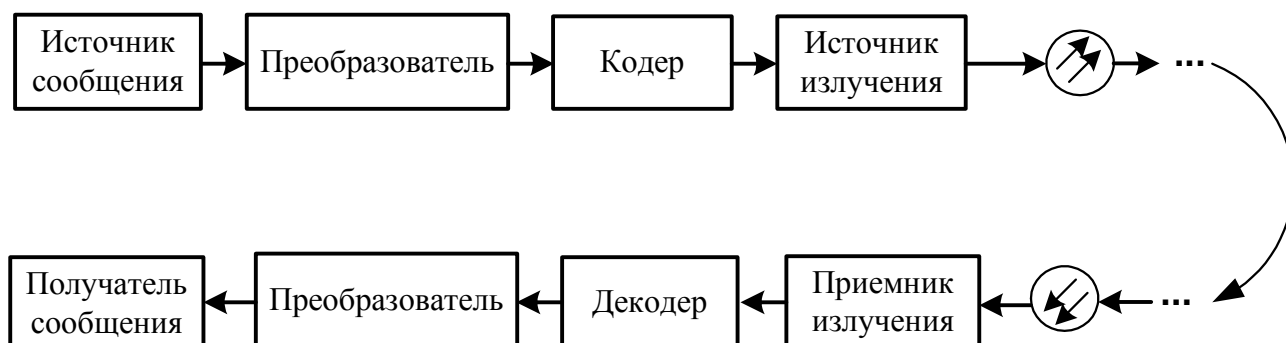 Источник
сообщения
Преобразователь
Кодер
Источник
излучения
...
Получатель
сообщения
Преобразователь
Декодер
Приемник
излучения
...